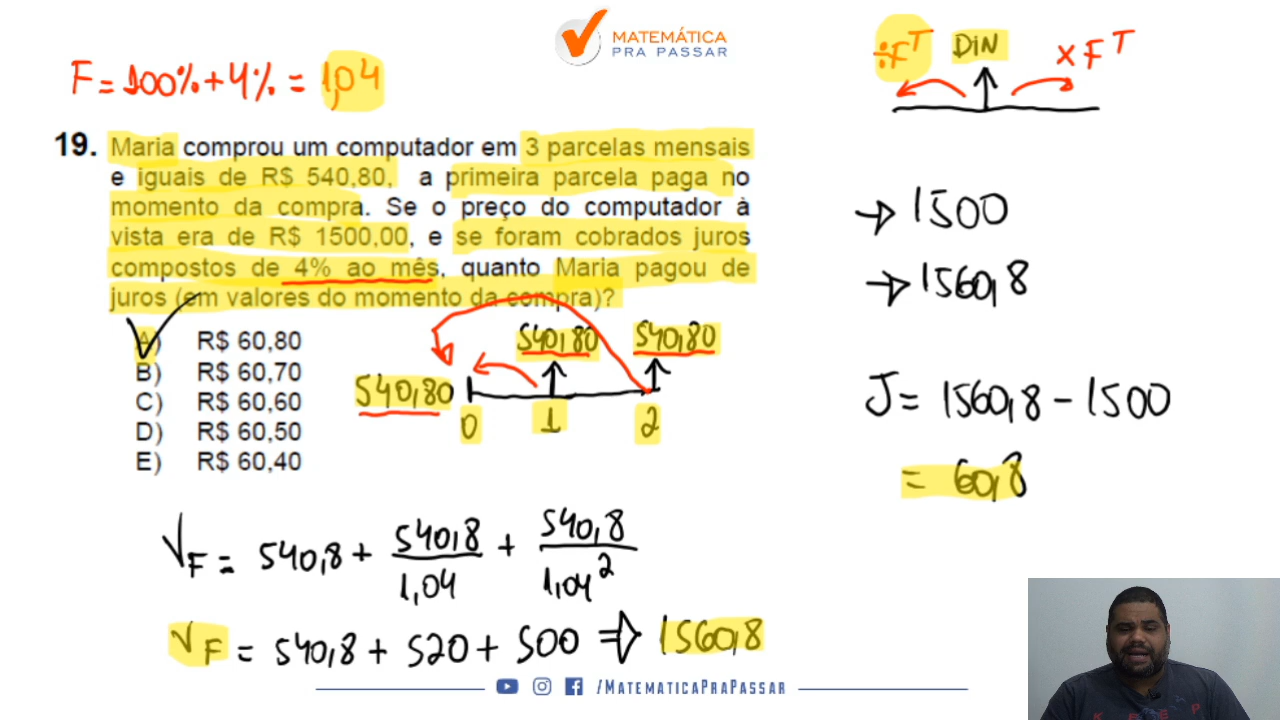 MATEMÁTICA
PRA PASSAR
F = 100% + 4% = 1,04
÷F^T DiN xF^T
19. Maria comprou um computador em 3 parcelas mensais
e iguais de R$ 540,80, a primeira parcela paga no
momento da compra. Se o preço do computador à
vista era de R$ 1500,00, e se foram cobrados juros
compostos de 4% ao mês, quanto Maria pagou de
juros (em valores do momento da compra)?
A) R$ 60,80
B) R$ 60,70
C) R$ 60,60
D) R$ 60,50
E) R$ 60,40
540,80 540,80
540,80
0 1 2
→ 1500
→ 1560,8
J = 1560,8 - 1500
= 60,8
VF = 540,8 + 540,8/1,04 + 540,8/1,04²
VF = 540,8 + 520 + 500 ⇒ 1560,8
/MATEMATICAPRAPASSAR
K E E P